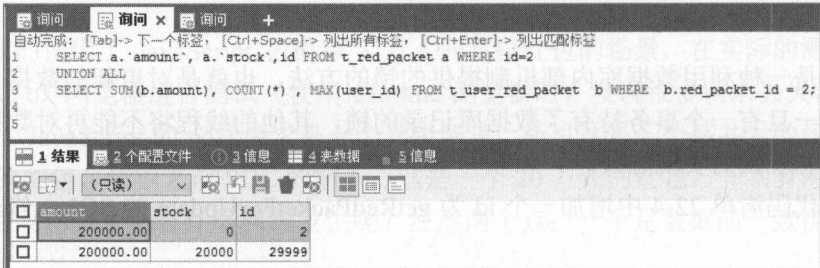 询问 询问 × 询问 +
自动完成: [Tab]-> 下一个标签, [Ctrl+Space]-> 列出所有标签, [Ctrl+Enter]-> 列出匹配标签
1 SELECT a.`amount`, a.`stock`,id FROM t_red_packet a WHERE id=2
2 UNION ALL
3 SELECT SUM(b.amount), COUNT(*) , MAX(user_id) FROM t_user_red_packet b WHERE b.red_packet_id = 2;
4
1 结果 2 个配置文件 3 信息 4 表数据 5 信息
(只读)
amount stock id
200000.00 0 2
200000.00 20000 29999